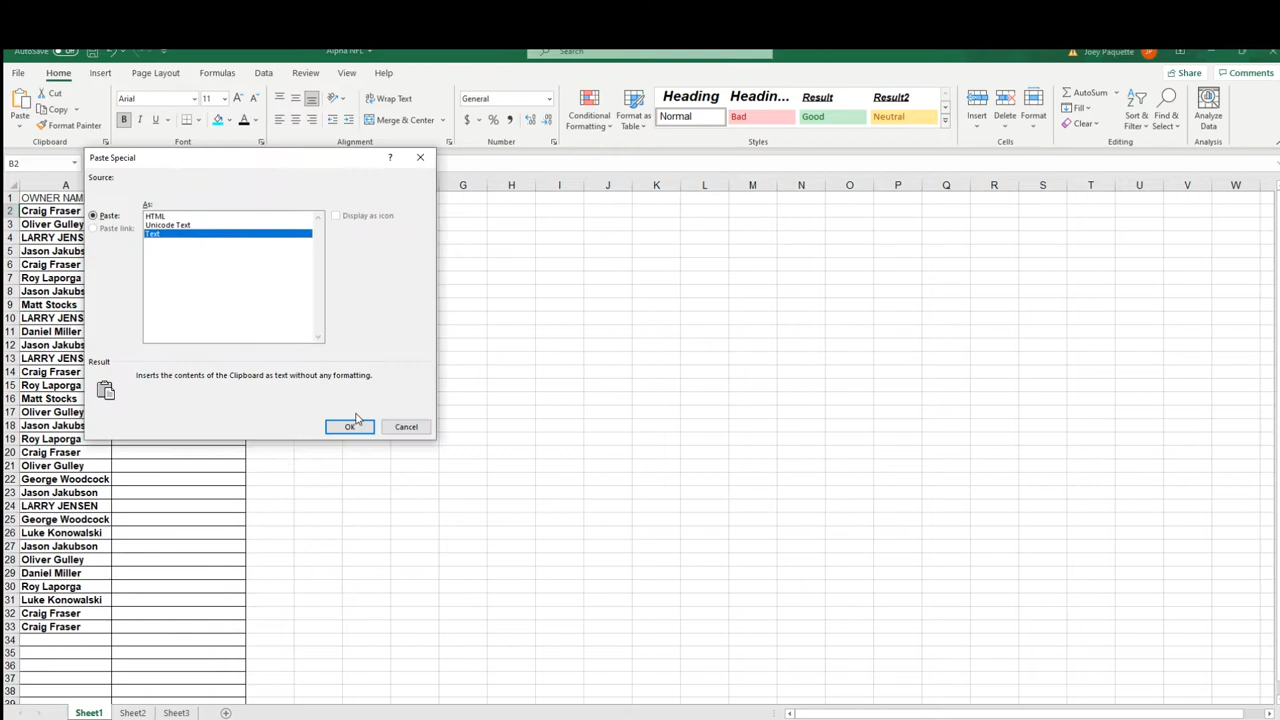 AutoSave Off Alpha NFL Search Joey Paquette JP
File Home Insert Page Layout Formulas Data Review View Help Share Comments
Cut Arial 11 Wrap Text General Heading Headin... Result Result2 AutoSum
Copy Fill
Paste Format Painter B I U A Merge & Center $ % Conditional Formatting Format as Table Normal Bad Good Neutral Insert Delete Format Clear Sort & Filter Find & Select Analyze Data
Clipboard Font Alignment Number Styles Cells Editing Analysis
B2
Paste Special ?
Source:
As:
Paste: HTML Display as icon
Paste link: Unicode Text
Text
Result
Inserts the contents of the Clipboard as text without any formatting.
OK Cancel
A G H I J K L M N O P Q R S T U V W
1 OWNER NAM
2 Craig Fraser
3 Oliver Gulley
4 LARRY JENS
5 Jason Jakubs
6 Craig Fraser
7 Roy Laporga
8 Jason Jakubs
9 Matt Stocks
10 LARRY JENS
11 Daniel Miller
12 Jason Jakubs
13 LARRY JENS
14 Craig Fraser
15 Roy Laporga
16 Matt Stocks
17 Oliver Gulley
18 Jason Jakubs
19 Roy Laporga
20 Craig Fraser
21 Oliver Gulley
22 George Woodcock
23 Jason Jakubson
24 LARRY JENSEN
25 George Woodcock
26 Luke Konowalski
27 Jason Jakubson
28 Oliver Gulley
29 Daniel Miller
30 Roy Laporga
31 Luke Konowalski
32 Craig Fraser
33 Craig Fraser
34
35
36
37
38
39
Sheet1 Sheet2 Sheet3